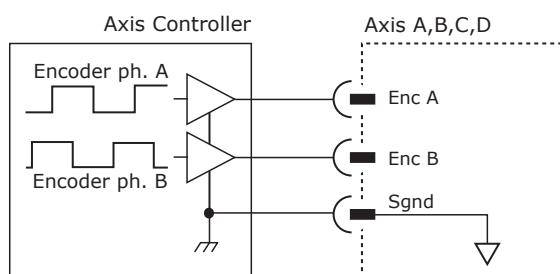 Axis Controller
Axis A,B,C,D
Encoder ph. A
Enc A
Enc B
Encoder ph. B
Sgnd